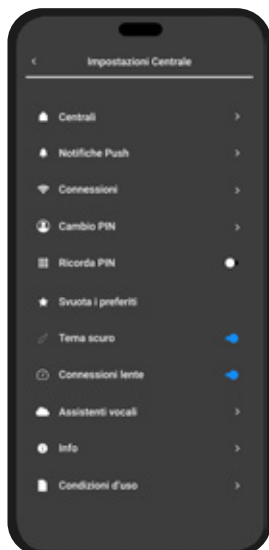 Impostazioni Centrale
Centrali
Notifiche Push
Connessioni
Cambio PIN
Ricorda PIN
Svuota i preferiti
Tema scuro
Connessioni lente
Assistenti vocali
Info
Condizioni d'uso